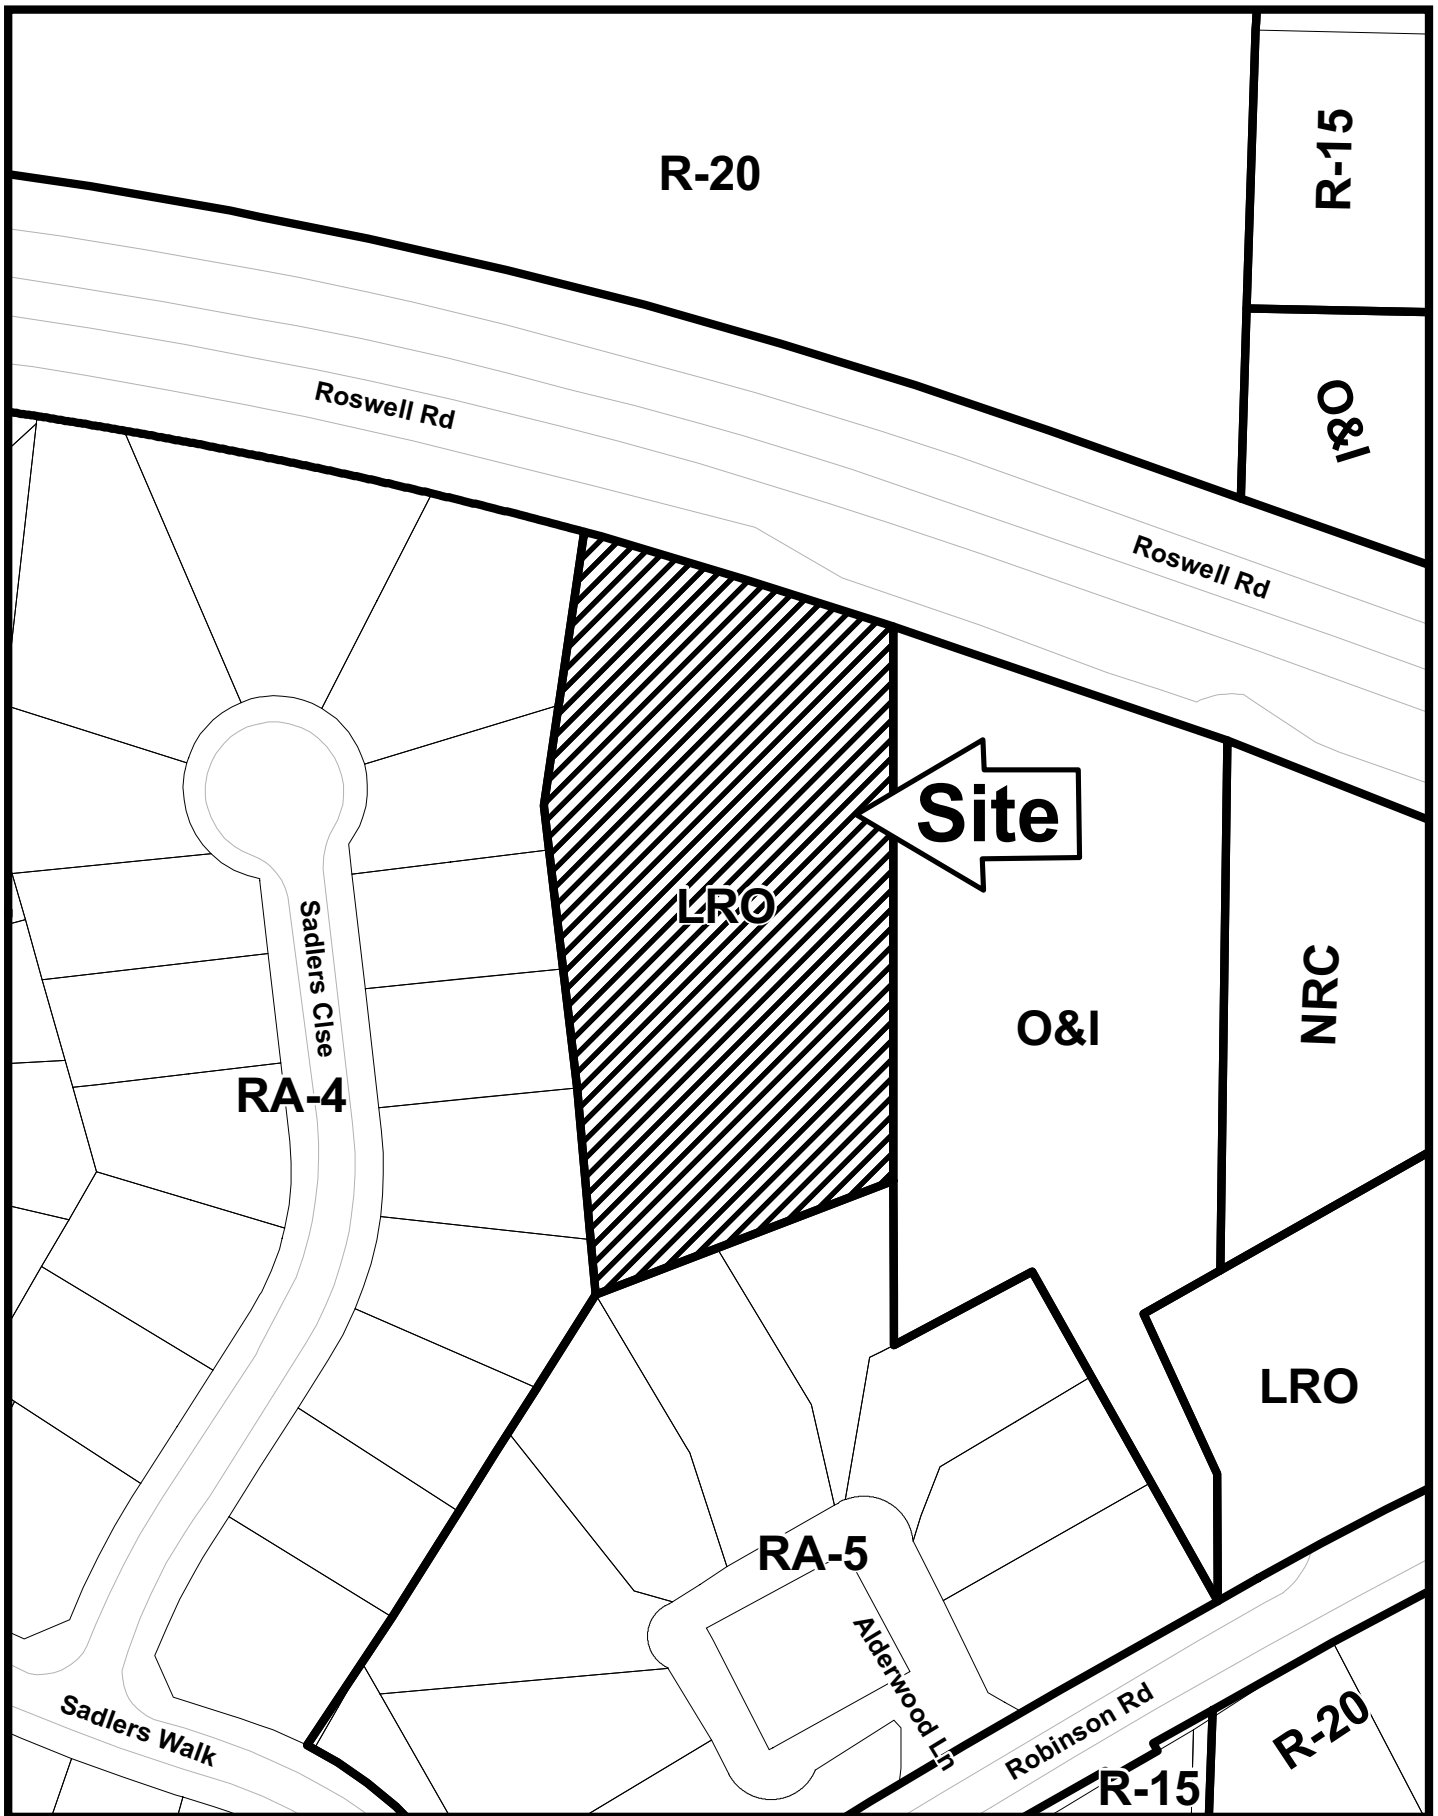 R-15
R-20
O&I
Roswell Rd
Roswell Rd
Site
LRO
Sadlers Clse
NRC
O&I
RA-4
LRO
RA-5
Alderwood Ln
Sadlers Walk
Robinson Rd
R-20
R-15